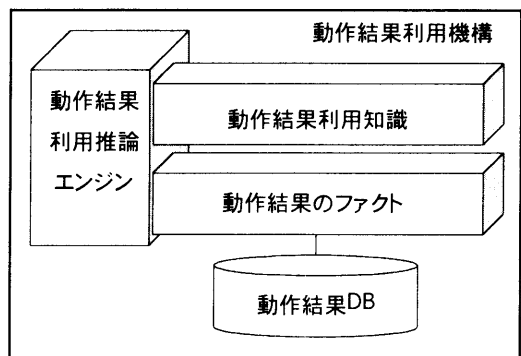 動作結果利用機構
動作結果
利用推論
エンジン
動作結果利用知識
動作結果のファクト
動作結果DB